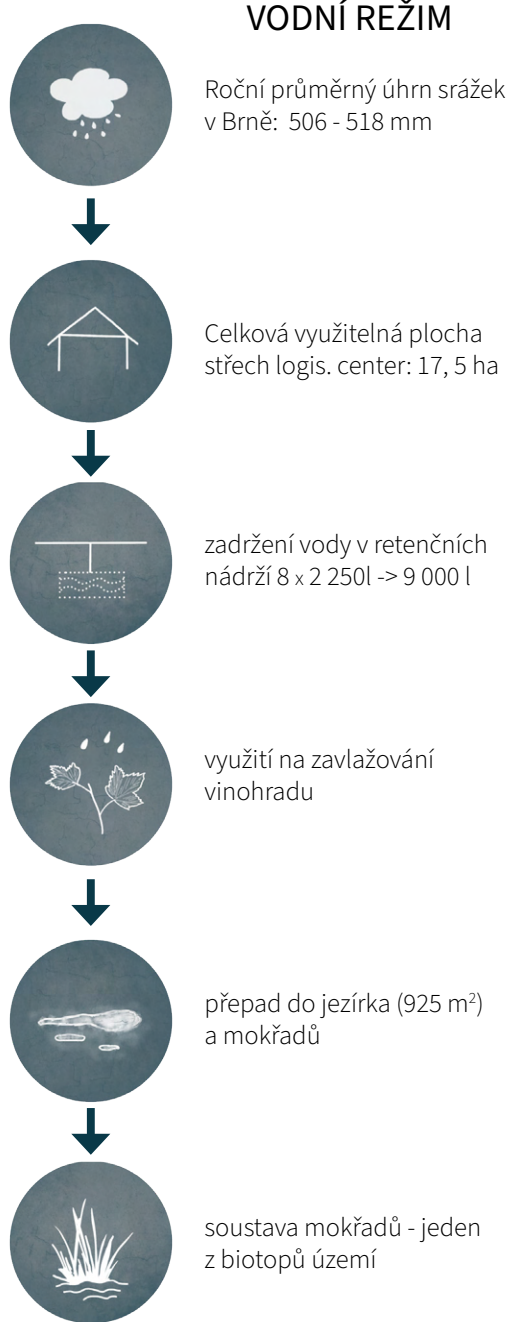 VODNÍ REŽIM
Roční průměrný úhrn srážek
v Brně: 506 - 518 mm
Celková využitelná plocha
střech logis. center: 17, 5 ha
zadržení vody v retenčních
nádrží 8 x 2 250l -> 9 000 l
využití na zavlažování
vinohradu
přepad do jezírka (925 m²)
a mokřadů
soustava mokřadů - jeden
z biotopů území